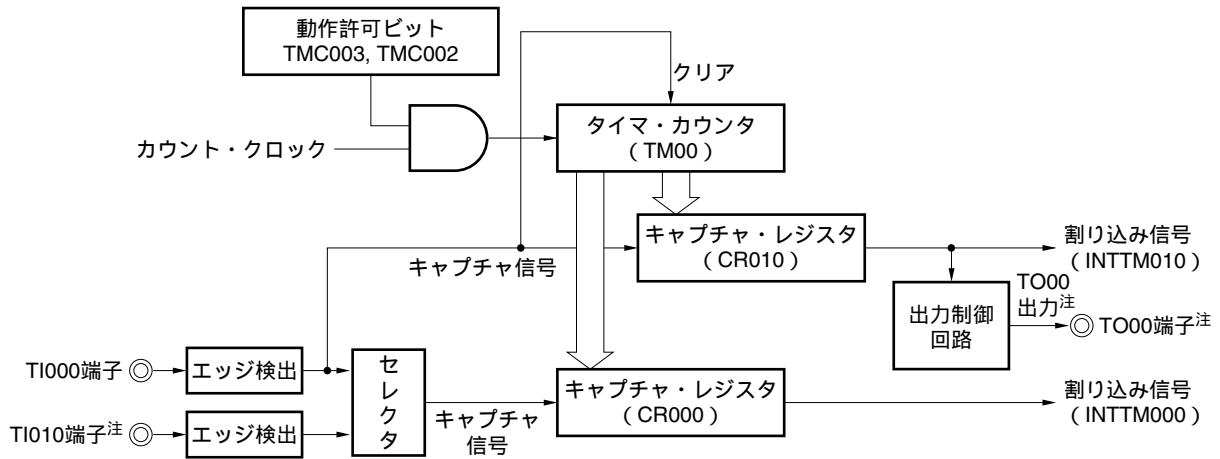 動作許可ビット
TMC003, TMC002
クリア
カウント・クロック
タイマ・カウンタ
（TM00）
キャプチャ信号
キャプチャ・レジスタ
（CR010）
割り込み信号
（INTTM010）
出力制御
回路
TO00
出力注
TO00端子注
TI000端子
エッジ検出
セ
レ
ク
タ
キャプチャ・レジスタ
（CR000）
割り込み信号
（INTTM000）
TI010端子注
エッジ検出
キャプチャ
信号